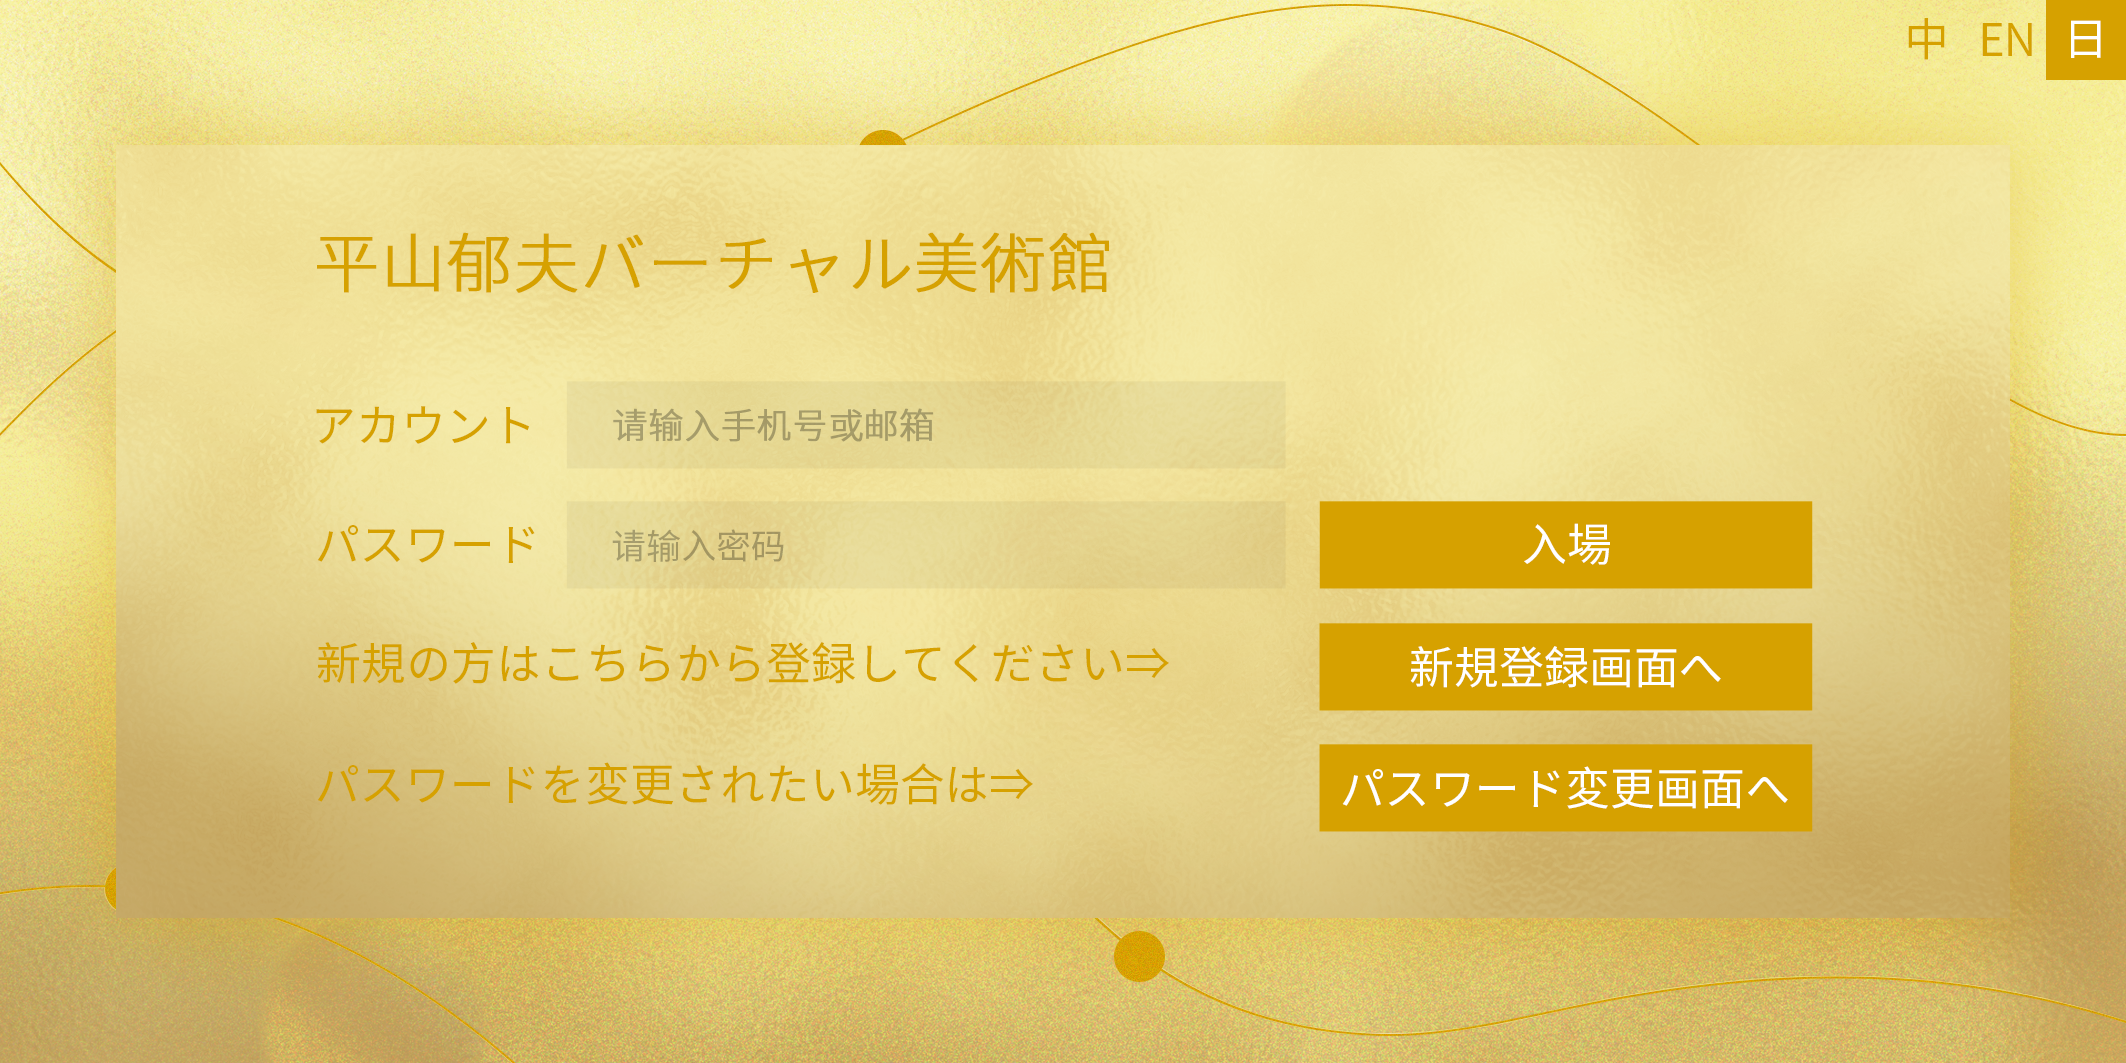 中 EN 日
平山郁夫バーチャル美術館
アカウント 请输入手机号或邮箱
パスワード 请输入密码 入場
新規の方はこちらから登録してください⇒ 新規登録画面へ
パスワードを変更されたい場合は⇒ パスワード変更画面へ